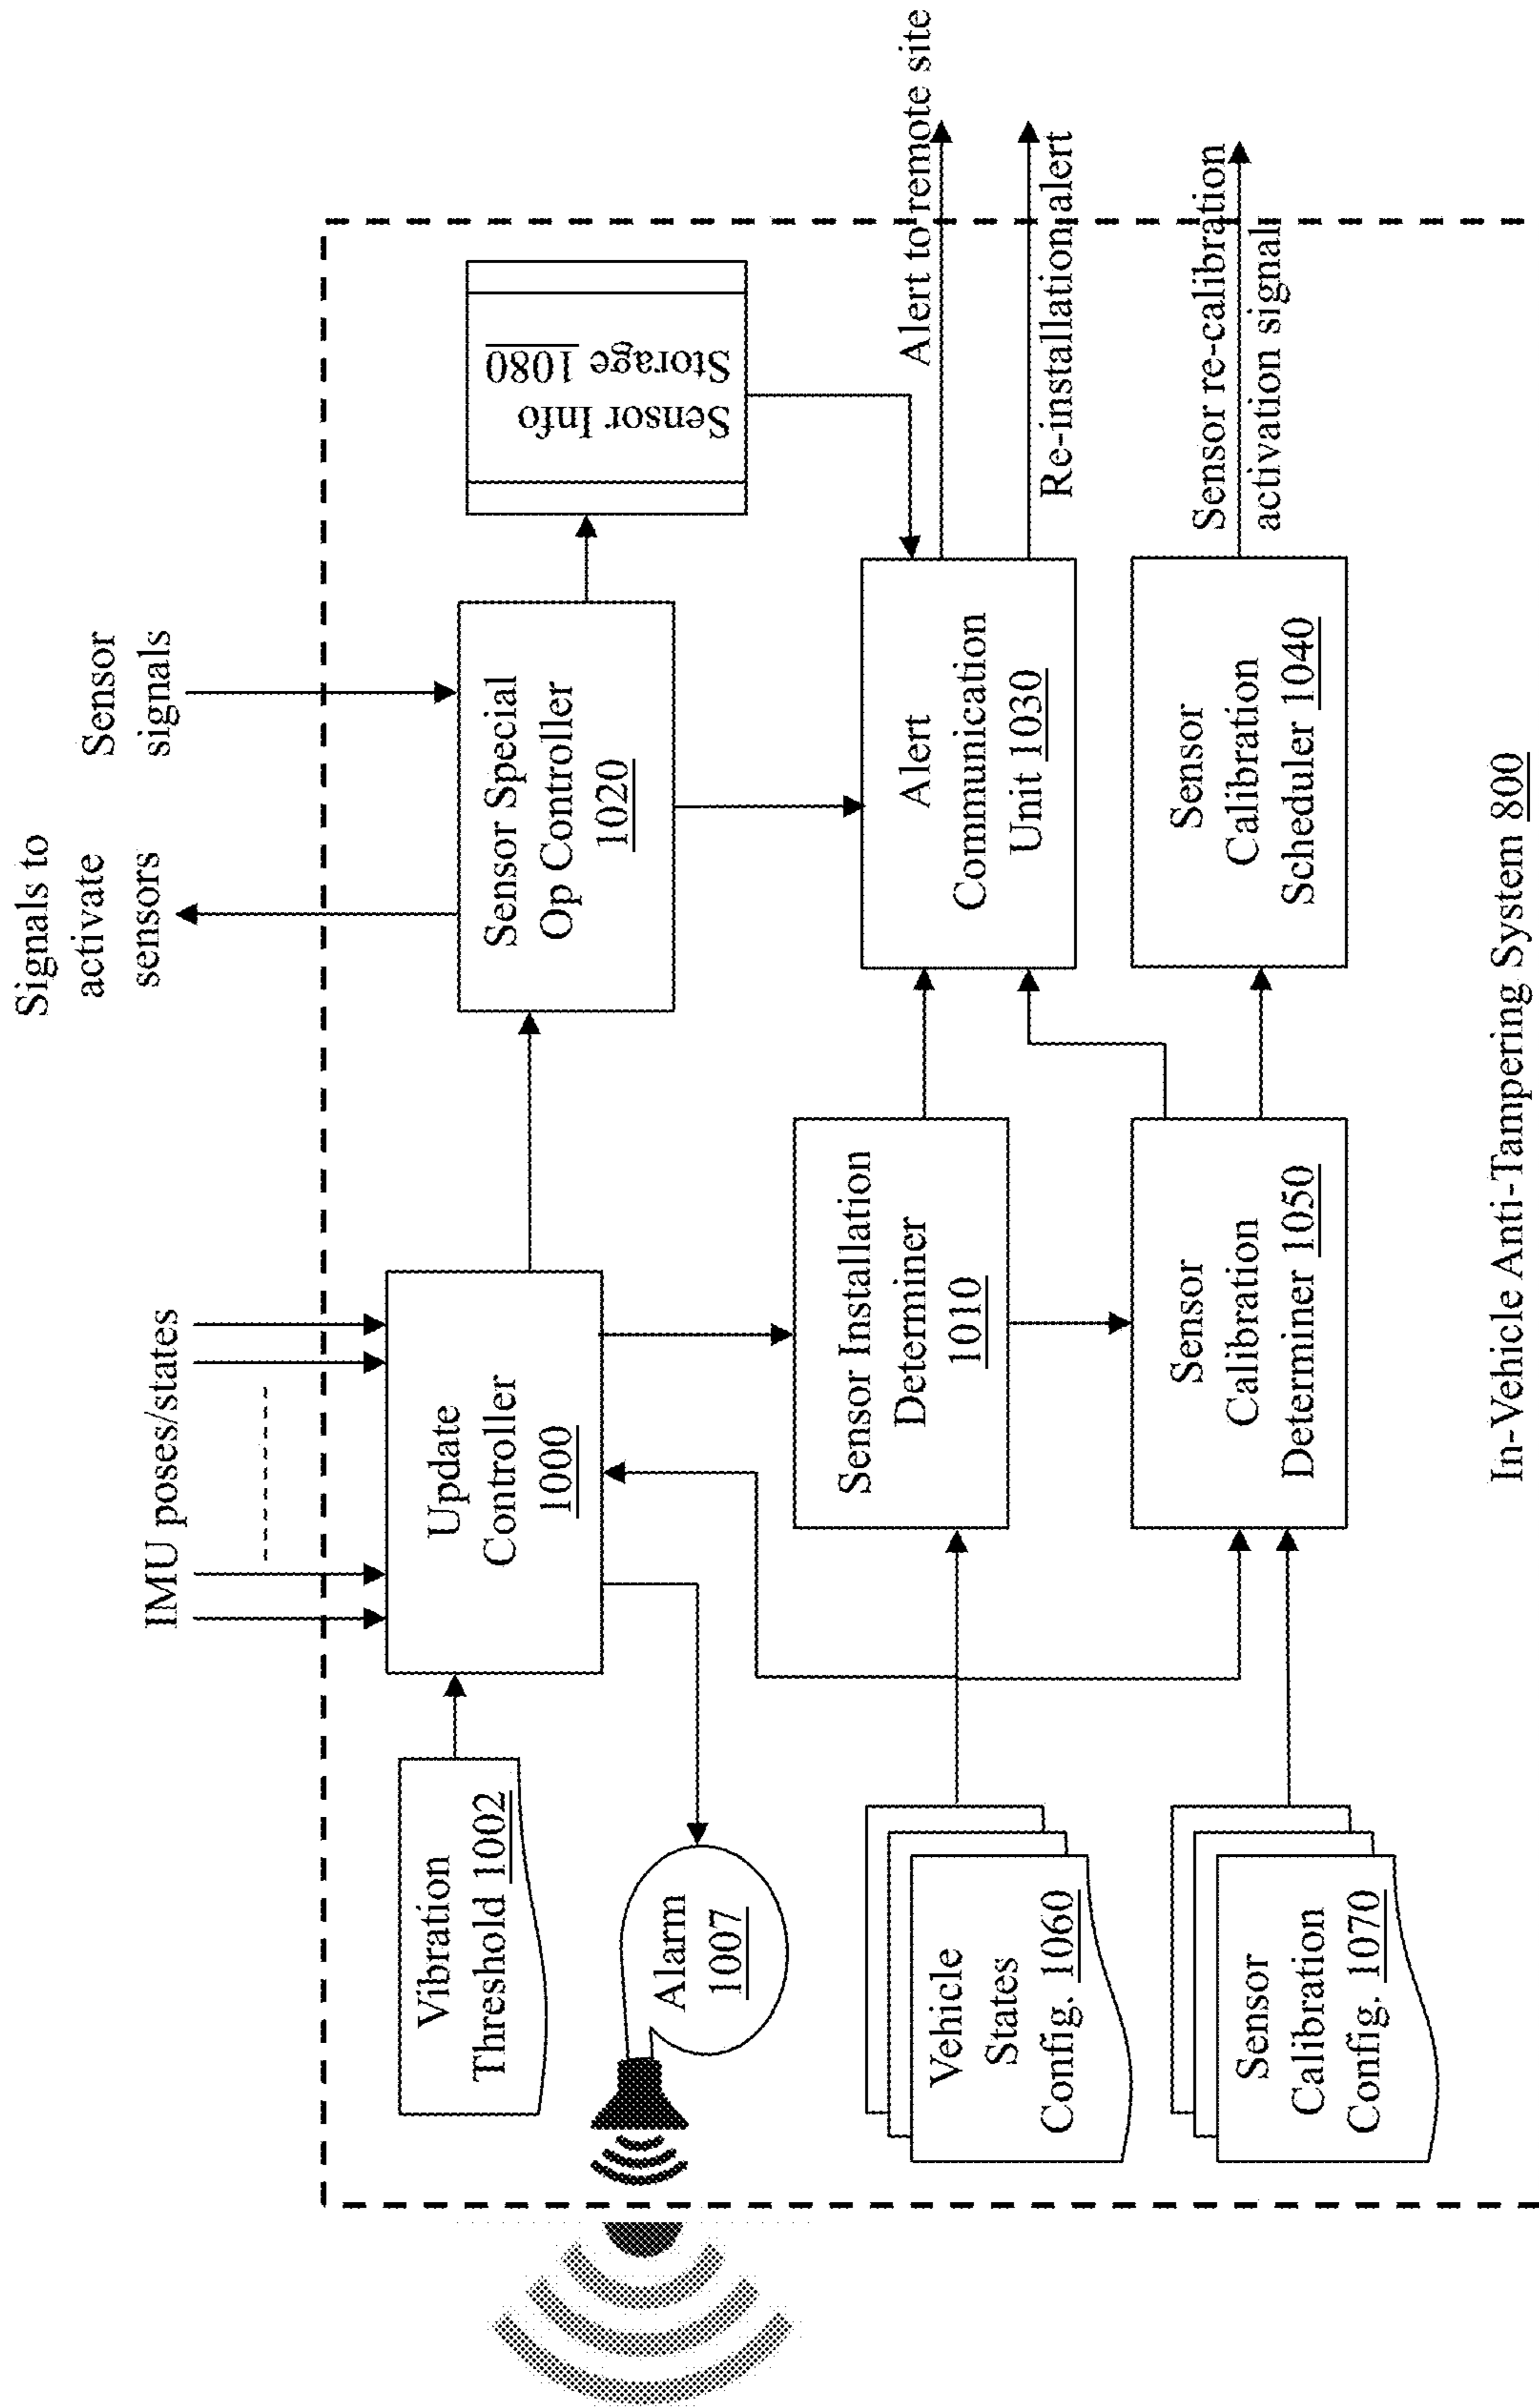 Signals to
activate
sensors
Sensor
signals
IMU poses/states
Vibration
Threshold 1002
Update
Controller
1000
Sensor Special
Op Controller
1020
Sensor Info
Storage 1080
Alarm
1007
Vehicle
States
Config. 1060
Sensor Installation
Determiner
1010
Alert
Communication
Unit 1030
Alert to remote site
Re-installation alert
Sensor
Calibration
Config. 1070
Sensor
Calibration
Determiner 1050
Sensor
Calibration
Scheduler 1040
Sensor re-calibration
activation signal
In-Vehicle Anti-Tampering System 800